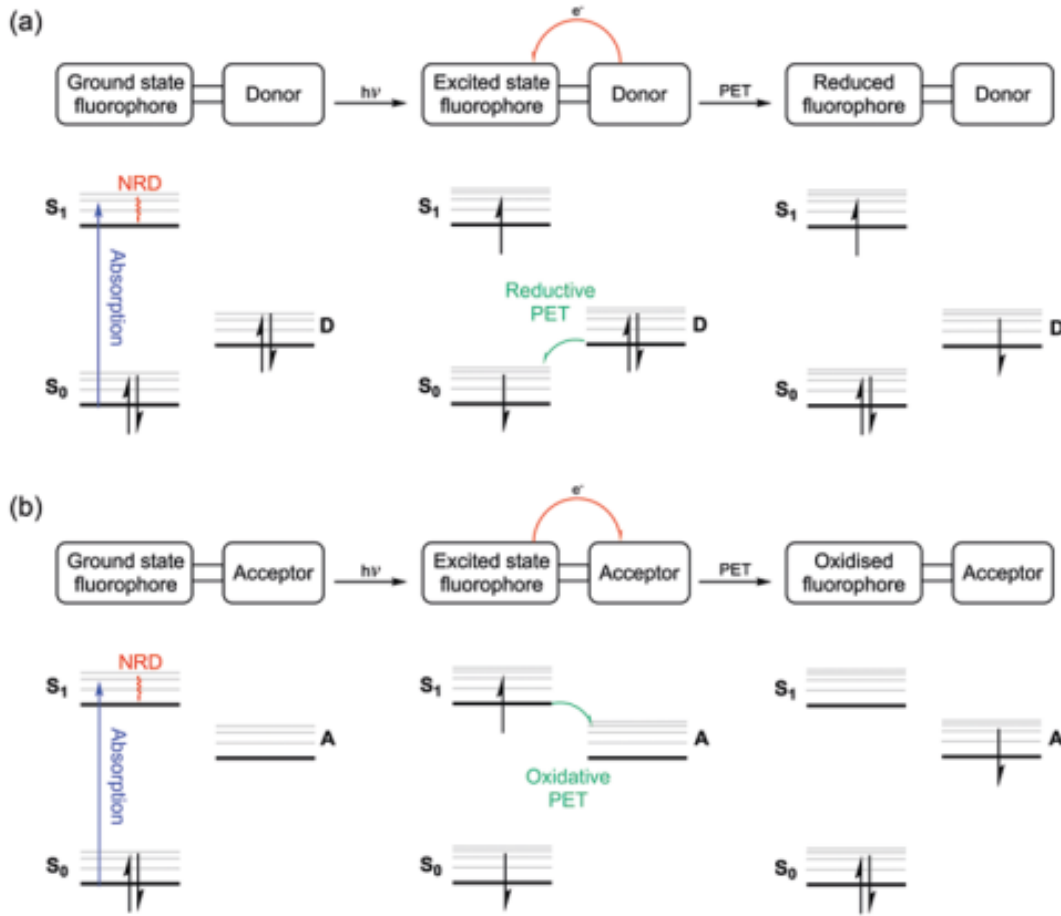 (a)
e-
Ground state
fluorophore
Donor
hν
Excited state
fluorophore
Donor
PET
Reduced
fluorophore
Donor
NRD
S1
Absorption
D
S0
S1
Reductive
PET
D
S0
S1
D
S0
(b)
e-
Ground state
fluorophore
Acceptor
hν
Excited state
fluorophore
Acceptor
PET
Oxidised
fluorophore
Acceptor
NRD
S1
Absorption
A
S0
S1
A
Oxidative
PET
S0
S1
A
S0